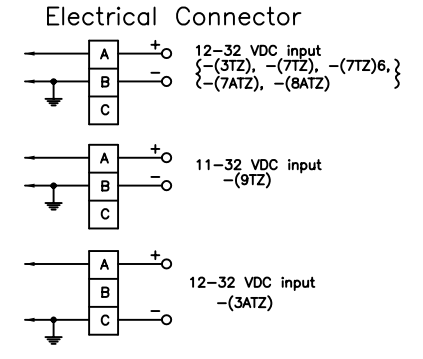 Electrical Connector
A + 12-32 VDC input
{-(3TZ), -(7TZ), -(7TZ)6,}
B - {-(7ATZ), -(8ATZ)}
C
A +
11-32 VDC input
B - -(9TZ)
C
A +
12-32 VDC input
B
-(3ATZ)
C -